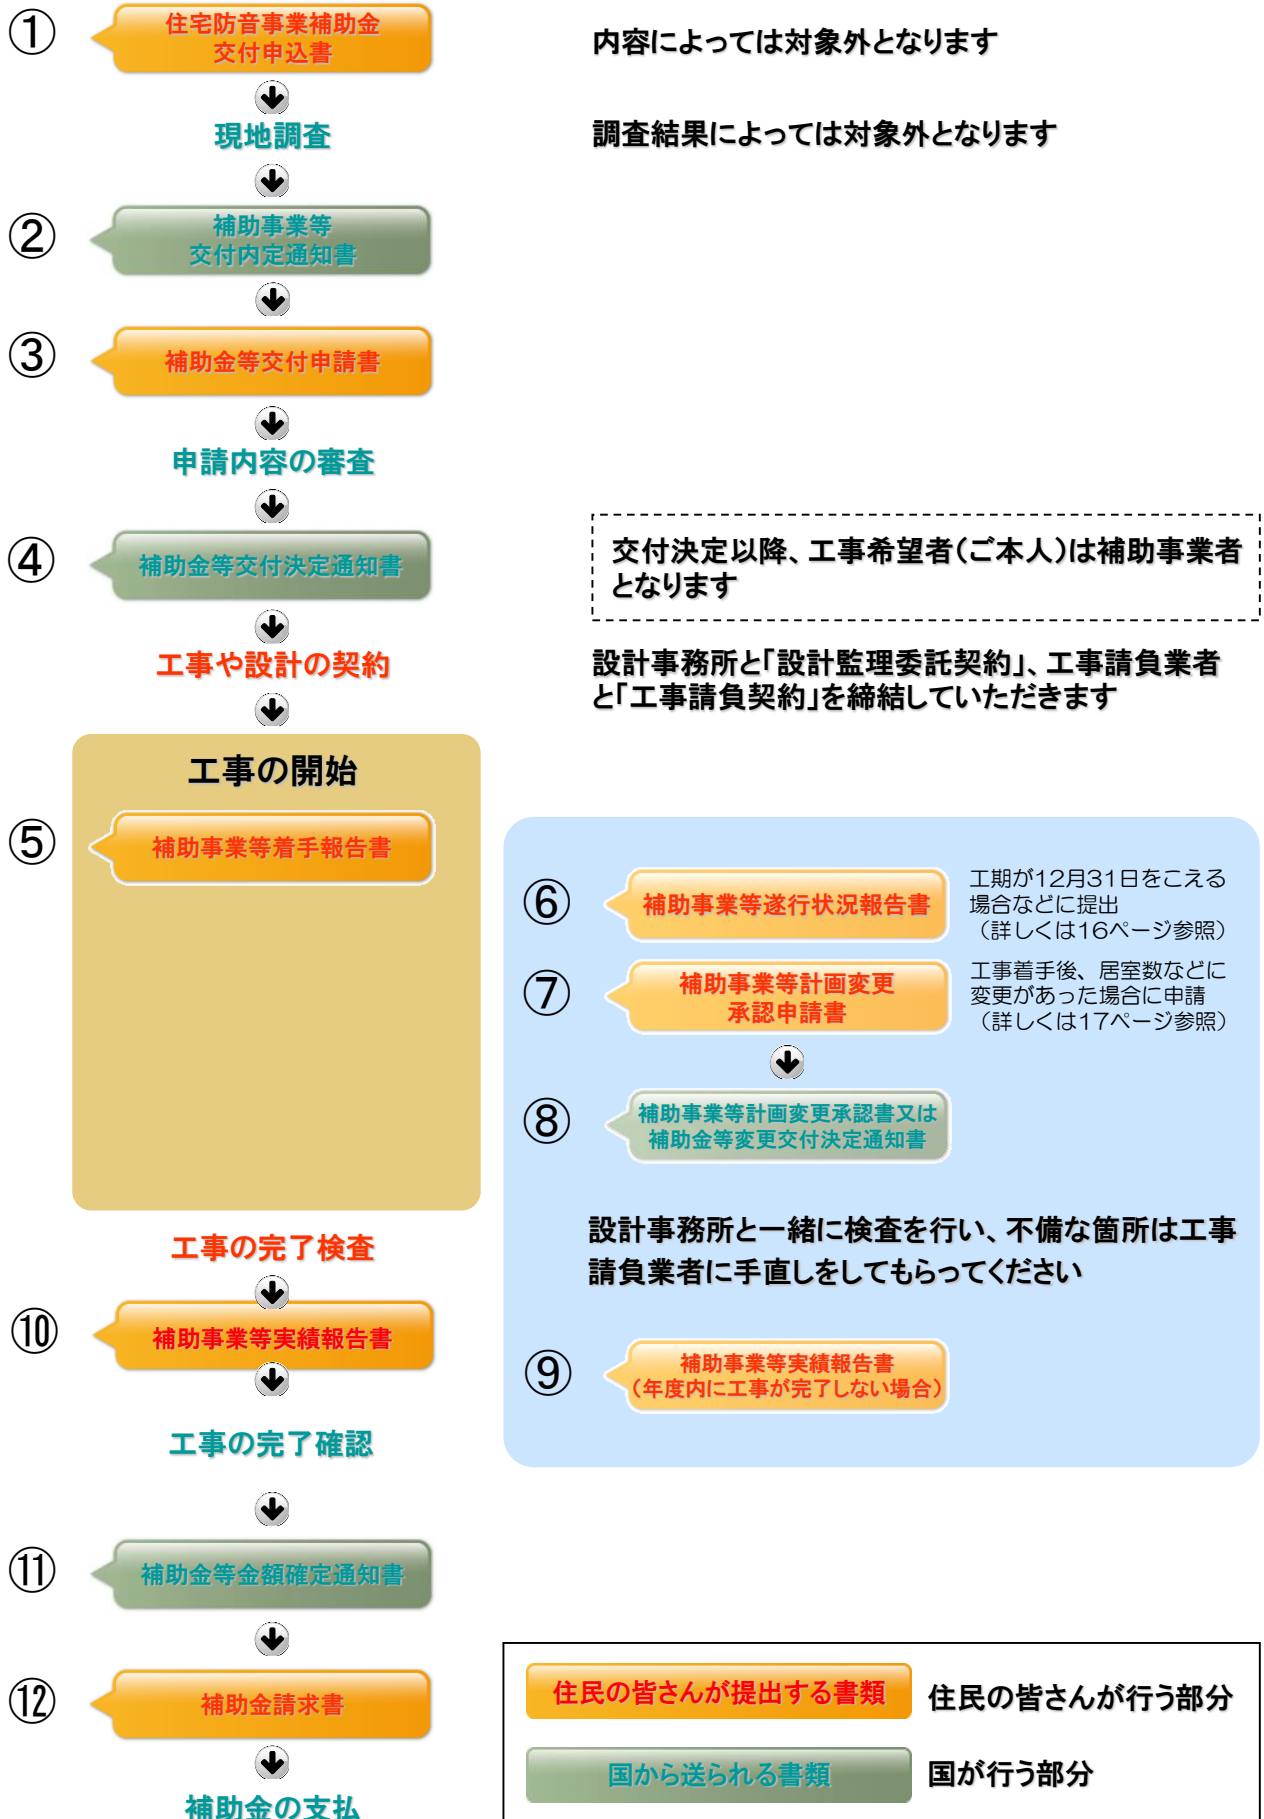 ①
住宅防音事業補助金
交付申込書
内容によっては対象外となります
現地調査
調査結果によっては対象外となります
②
補助事業等
交付内定通知書
③
補助金等交付申請書
申請内容の審査
④
補助金等交付決定通知書
交付決定以降、工事希望者(ご本人)は補助事業者
となります
工事や設計の契約
設計事務所と「設計監理委託契約」、工事請負業者
と「工事請負契約」を締結していただきます
工事の開始
⑤
補助事業等着手報告書
⑥
補助事業等遂行状況報告書
工期が12月31日をこえる
場合などに提出
（詳しくは16ページ参照）
⑦
補助事業等計画変更
承認申請書
工事着手後、居室数などに
変更があった場合に申請
（詳しくは17ページ参照）
⑧
補助事業等計画変更承認書又は
補助金等変更交付決定通知書
工事の完了検査
設計事務所と一緒に検査を行い、不備な箇所は工事
請負業者に手直しをしてもらってください
⑩
補助事業等実績報告書
⑨
補助事業等実績報告書
（年度内に工事が完了しない場合）
工事の完了確認
⑪
補助金等金額確定通知書
⑫
補助金請求書
補助金の支払
住民の皆さんが提出する書類
住民の皆さんが行う部分
国から送られる書類
国が行う部分